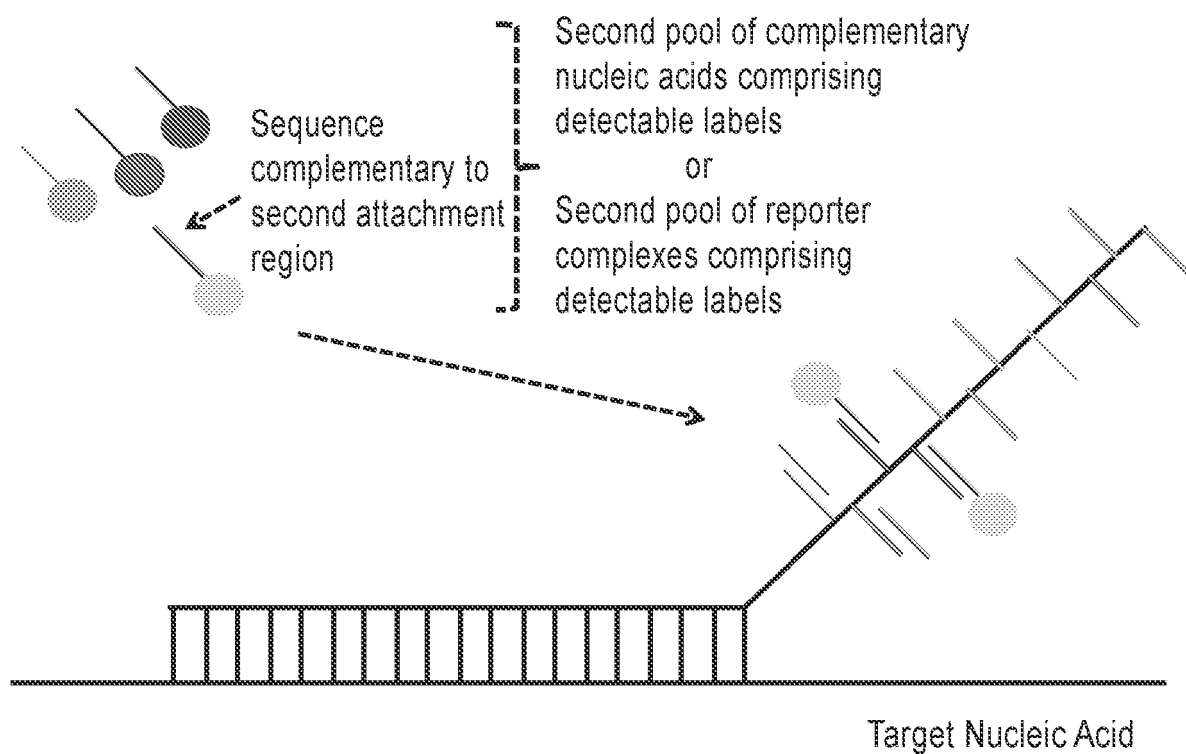 Second pool of complementary
nucleic acids comprising
detectable labels
or
Second pool of reporter
complexes comprising
detectable labels
Sequence
complementary to
second attachment
region
Target Nucleic Acid